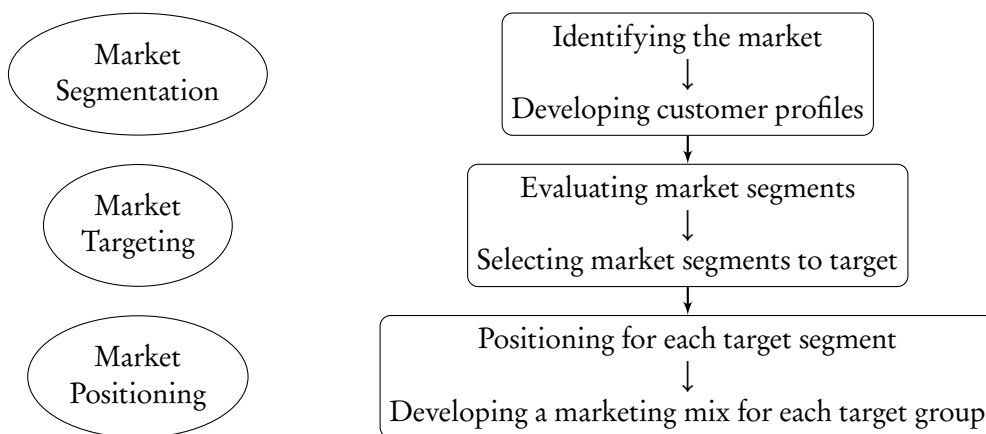 Market
Segmentation
Identifying the market
Developing customer profiles
Market
Targeting
Evaluating market segments
Selecting market segments to target
Market
Positioning
Positioning for each target segment
Developing a marketing mix for each target group